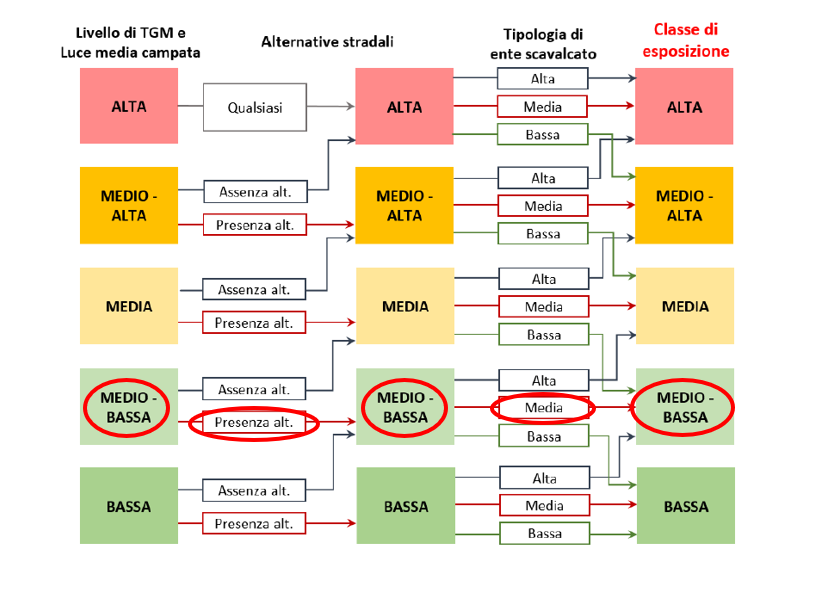 Livello di TGM e
Luce media campata
Alternative stradali
Tipologia di
ente scavalcato
Classe di
esposizione
ALTA
Qualsiasi
ALTA
Alta
Media
Bassa
ALTA
MEDIO -
ALTA
Assenza alt.
Presenza alt.
MEDIO -
ALTA
Alta
Media
Bassa
MEDIO -
ALTA
MEDIA
Assenza alt.
Presenza alt.
MEDIA
Alta
Media
Bassa
MEDIA
MEDIO -
BASSA
Assenza alt.
Presenza alt.
MEDIO -
BASSA
Alta
Media
Bassa
MEDIO -
BASSA
BASSA
Assenza alt.
Presenza alt.
BASSA
Alta
Media
Bassa
BASSA